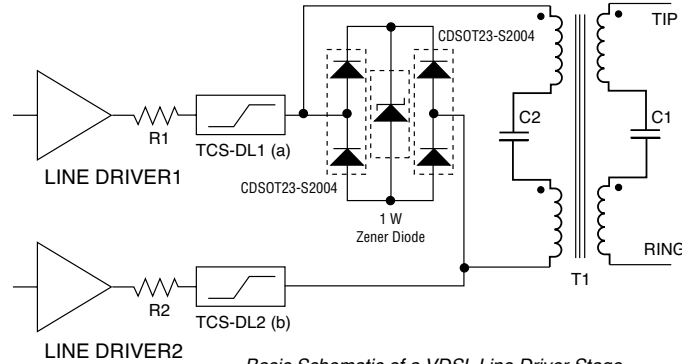 CDSOT23-S2004
TIP
R1
TCS-DL1 (a)
C2
C1
LINE DRIVER1
CDSOT23-S2004
1 W
Zener Diode
RING
T1
R2
TCS-DL2 (b)
LINE DRIVER2
Basic Schematic of a VDSL Line Driver Stage